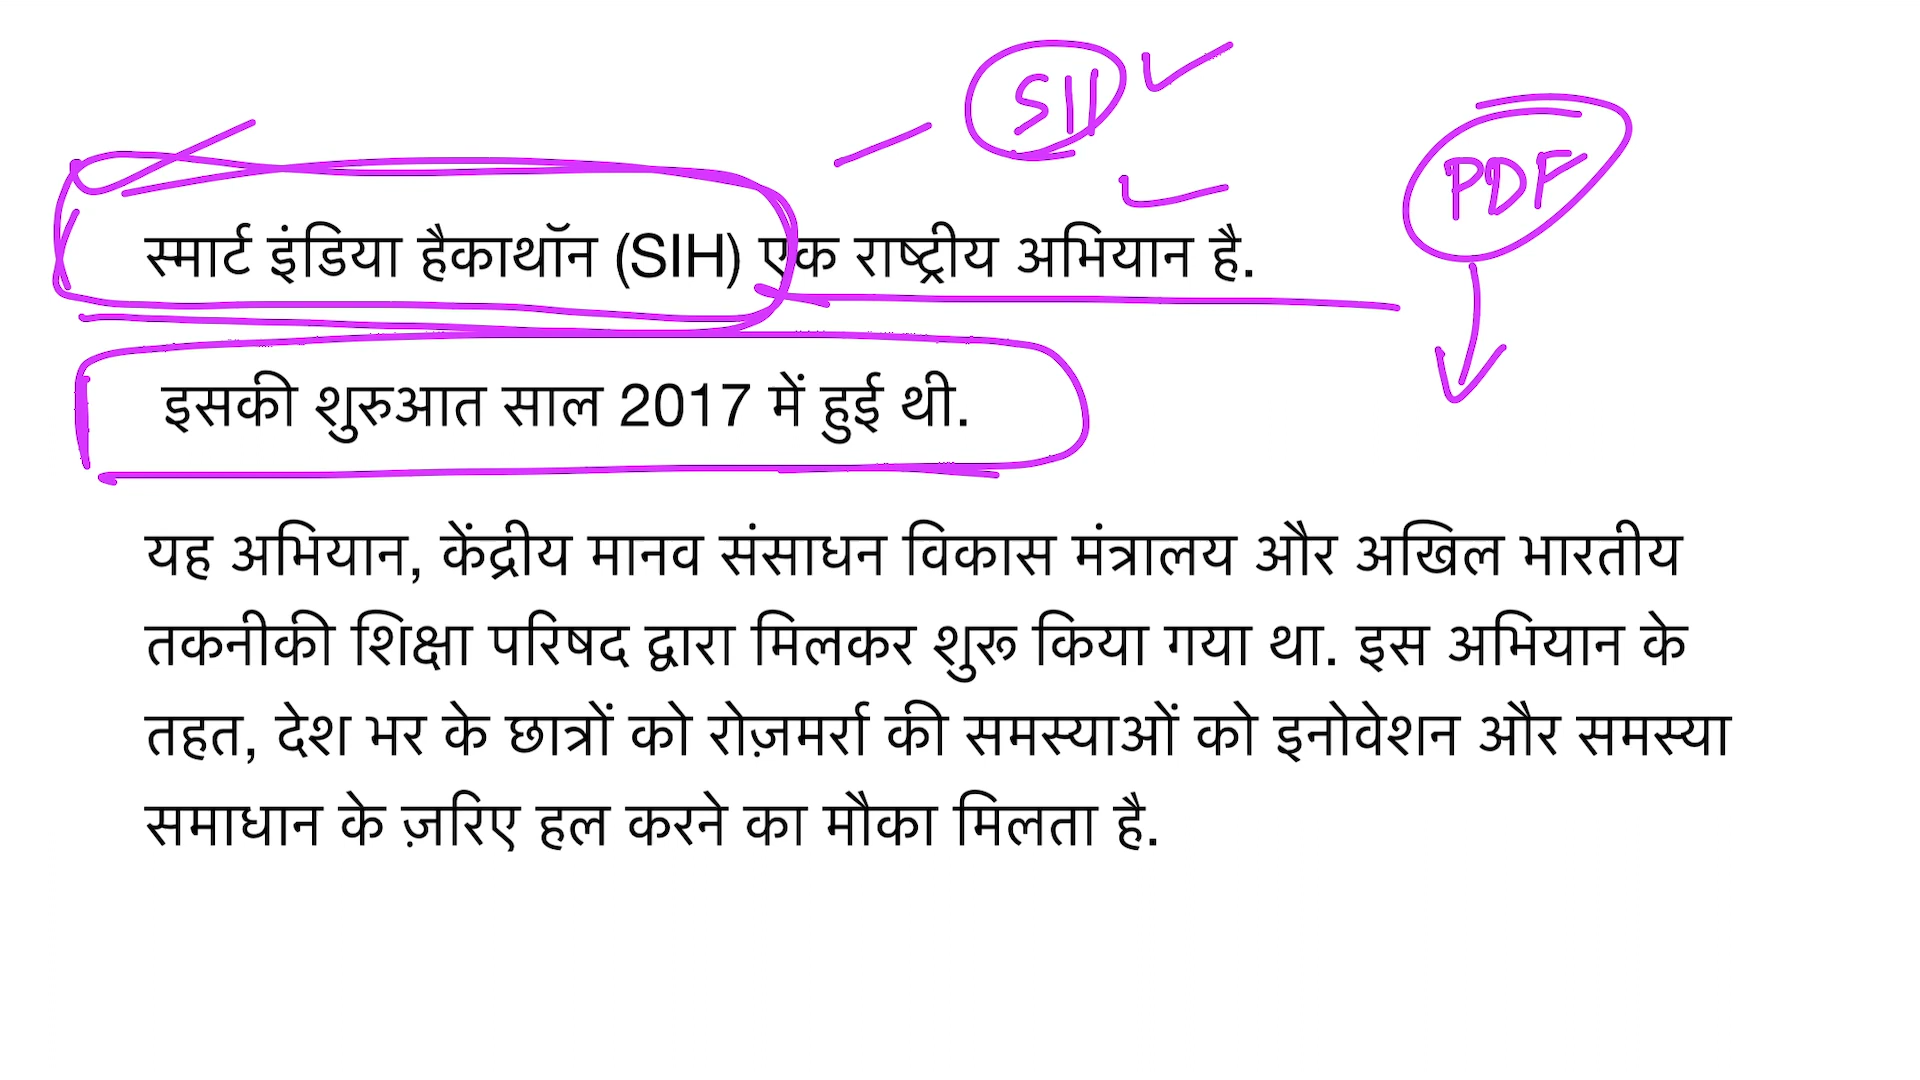 SII
PDF
स्मार्ट इंडिया हैकाथॉन (SIH) एक राष्ट्रीय अभियान है.
इसकी शुरुआत साल 2017 में हुई थी.
यह अभियान, केंद्रीय मानव संसाधन विकास मंत्रालय और अखिल भारतीय
तकनीकी शिक्षा परिषद द्वारा मिलकर शुरू किया गया था. इस अभियान के
तहत, देश भर के छात्रों को रोज़मर्रा की समस्याओं को इनोवेशन और समस्या
समाधान के ज़रिए हल करने का मौका मिलता है.